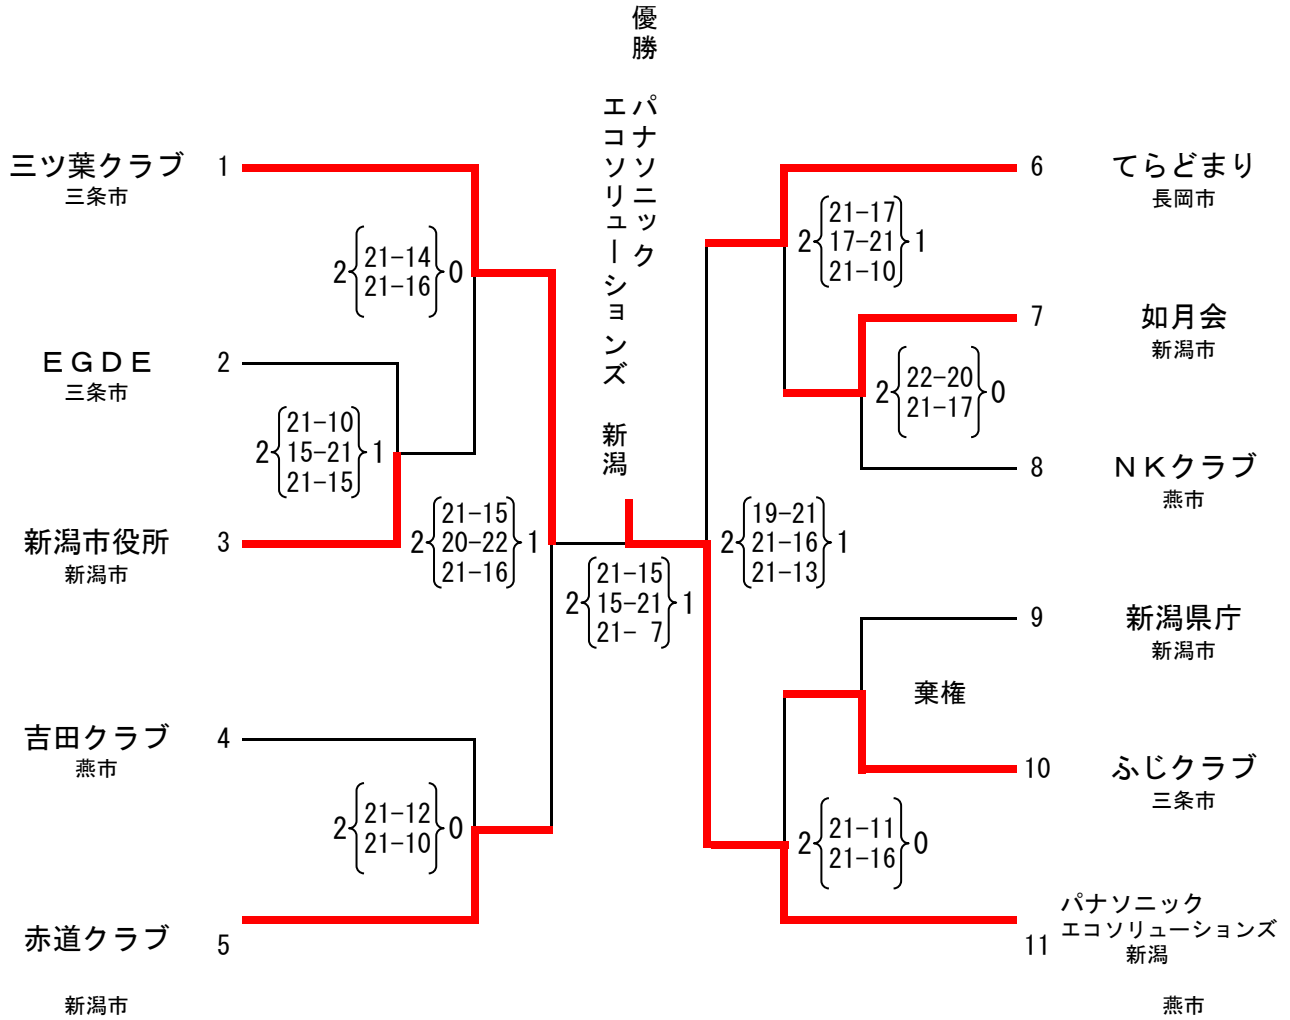 優勝 パナソニック
エコソリューションズ 新潟
三ツ葉クラブ 1
三条市
2 21−14 0
21−16
ＥＧＤＥ 2
三条市
21−10
2 15−21 1
21−15
新潟市役所 3
新潟市
21−15
2 20−22 1
21−16
吉田クラブ 4
燕市
2 21−12 0
21−10
赤道クラブ 5
新潟市
21−15
2 15−21 1
21− 7
6 てらどまり
長岡市
21−17
2 17−21 1
21−10
7 如月会
新潟市
2 22−20 0
21−17
8 ＮＫクラブ
燕市
19−21
2 21−16 1
21−13
9 新潟県庁
新潟市
棄権
10 ふじクラブ
三条市
2 21−11 0
21−16
パナソニック
11 エコソリューションズ
新潟
燕市